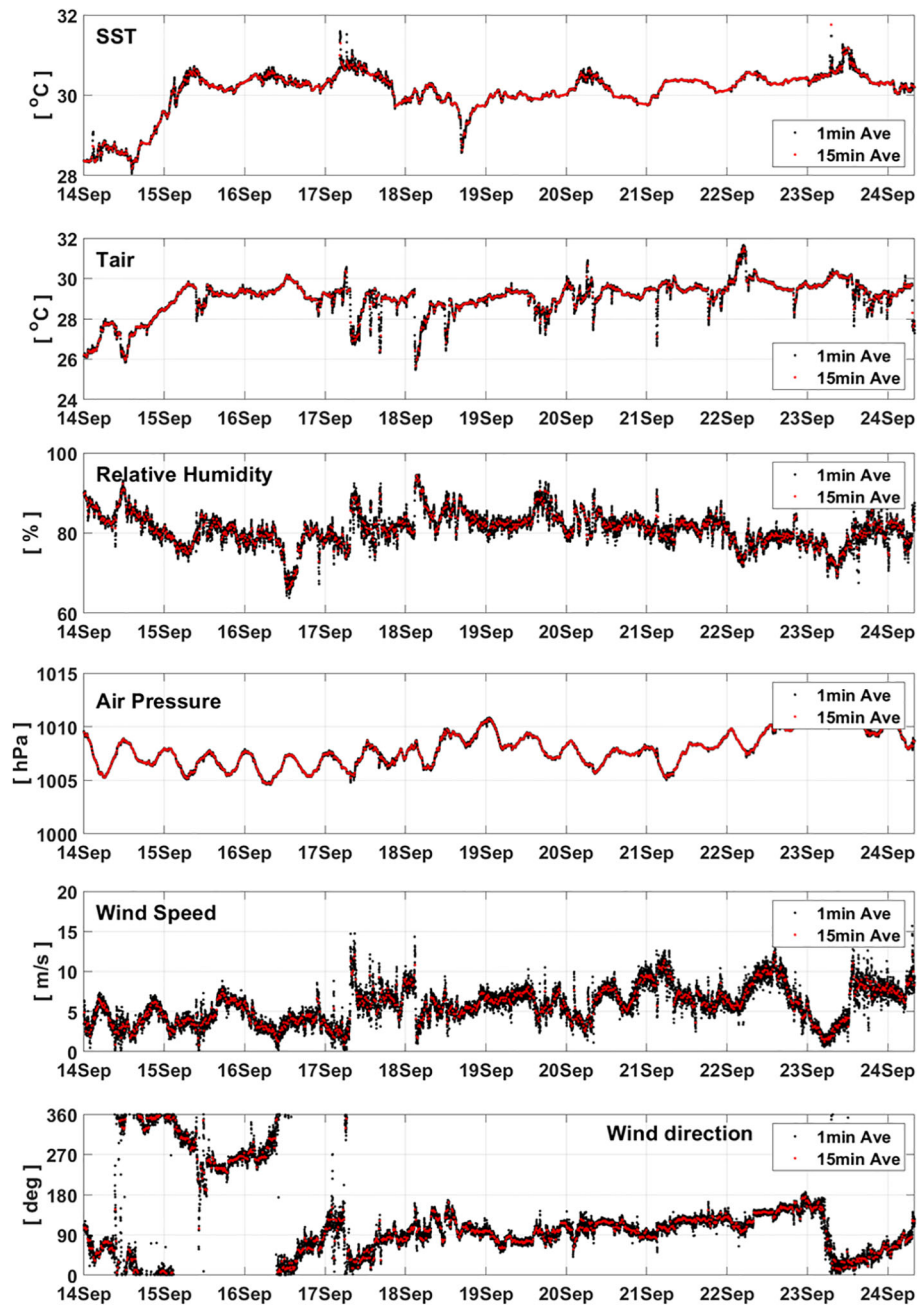 SST
32
30
28
[ °C]
1min Ave
15min Ave
14Sep 15Sep 16Sep 17Sep 18Sep 19Sep 20Sep 21Sep 22Sep 23Sep 24Sep
Tair
32
30
28
26
24
[ °C]
1min Ave
15min Ave
14Sep 15Sep 16Sep 17Sep 18Sep 19Sep 20Sep 21Sep 22Sep 23Sep 24Sep
Relative Humidity
100
80
60
[ % ]
1min Ave
15min Ave
14Sep 15Sep 16Sep 17Sep 18Sep 19Sep 20Sep 21Sep 22Sep 23Sep 24Sep
Air Pressure
1015
1010
1005
1000
[ hPa]
1min Ave
15min Ave
14Sep 15Sep 16Sep 17Sep 18Sep 19Sep 20Sep 21Sep 22Sep 23Sep 24Sep
Wind Speed
20
15
10
5
0
[ m/s ]
1min Ave
15min Ave
14Sep 15Sep 16Sep 17Sep 18Sep 19Sep 20Sep 21Sep 22Sep 23Sep 24Sep
Wind direction
360
270
180
90
0
[ deg ]
1min Ave
15min Ave
14Sep 15Sep 16Sep 17Sep 18Sep 19Sep 20Sep 21Sep 22Sep 23Sep 24Sep